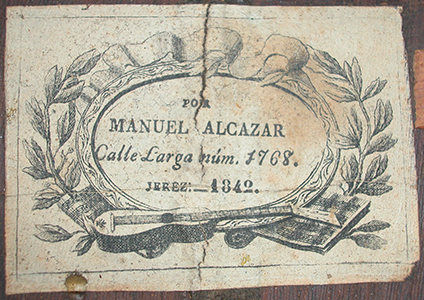 POR
MANUEL ALCAZAR
Calle Larga núm. 1768.
JEREZ:—1842.